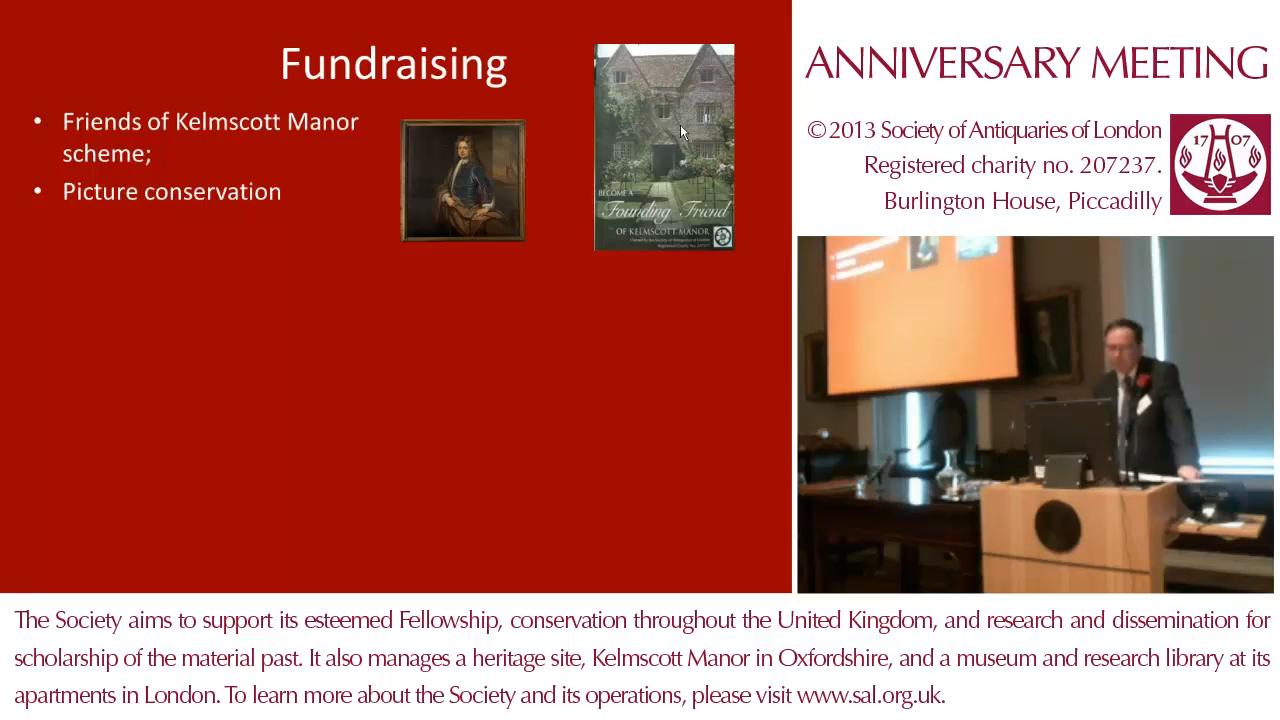 Fundraising
• Friends of Kelmscott Manor
scheme;
• Picture conservation
BECOME A
Founding Friend
OF KELMSCOTT MANOR
ANNIVERSARY MEETING
© 2013 Society of Antiquaries of London
Registered charity no. 207237.
Burlington House, Piccadilly
1707
The Society aims to support its esteemed Fellowship, conservation throughout the United Kingdom, and research and dissemination for
scholarship of the material past. It also manages a heritage site, Kelmscott Manor in Oxfordshire, and a museum and research library at its
apartments in London. To learn more about the Society and its operations, please visit www.sal.org.uk.